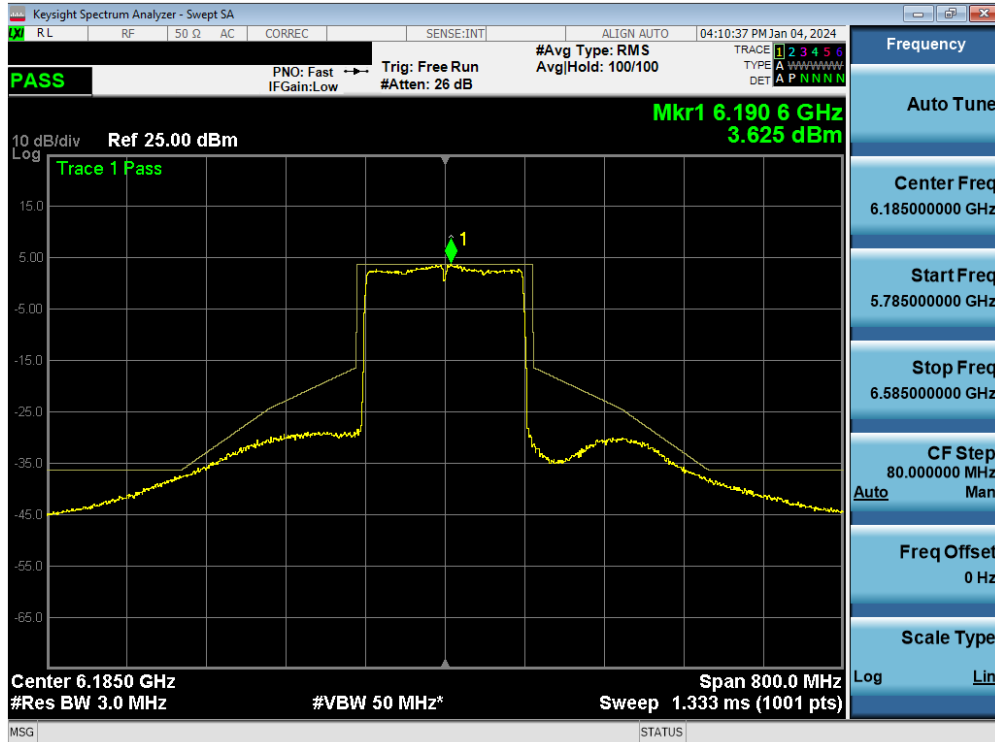 Keysight Spectrum Analyzer - Swept SA
LXI RL RF 50 Ω AC CORREC SENSE:INT ALIGN AUTO 04:10:37 PM Jan 04, 2024
PASS
PNO: Fast
IFGain:Low
Trig: Free Run
#Atten: 26 dB
#Avg Type: RMS
Avg|Hold: 100/100
TRACE 1 2 3 4 5 6
TYPE A WWWWW
DET A P N N N N
Mkr1 6.190 6 GHz
3.625 dBm
10 dB/div Ref 25.00 dBm
Log
Trace 1 Pass
1
15.0
5.00
-5.00
-15.0
-25.0
-35.0
-45.0
-55.0
-65.0
Center 6.1850 GHz Span 800.0 MHz
#Res BW 3.0 MHz #VBW 50 MHz* Sweep 1.333 ms (1001 pts)
MSG STATUS
Frequency
Auto Tune
Center Freq
6.185000000 GHz
Start Freq
5.785000000 GHz
Stop Freq
6.585000000 GHz
CF Step
80.000000 MHz
Auto Man
Freq Offset
0 Hz
Scale Type
Log Lin